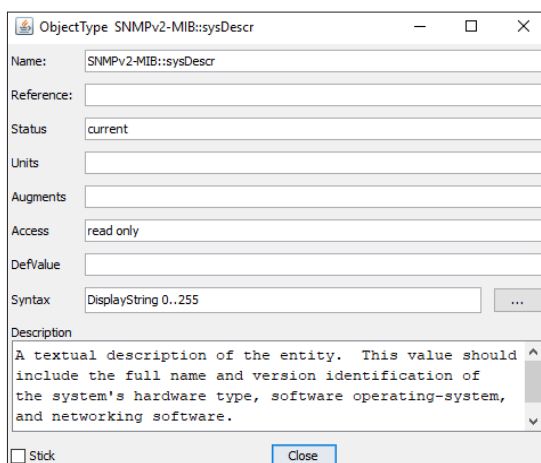 ObjectType SNMPv2-MIB::sysDescr
Name: SNMPv2-MIB::sysDescr
Reference:
Status current
Units
Augments
Access read only
DefValue
Syntax DisplayString 0..255 ...
Description
A textual description of the entity.  This value should
include the full name and version identification of
the system's hardware type, software operating-system,
and networking software.
Stick Close